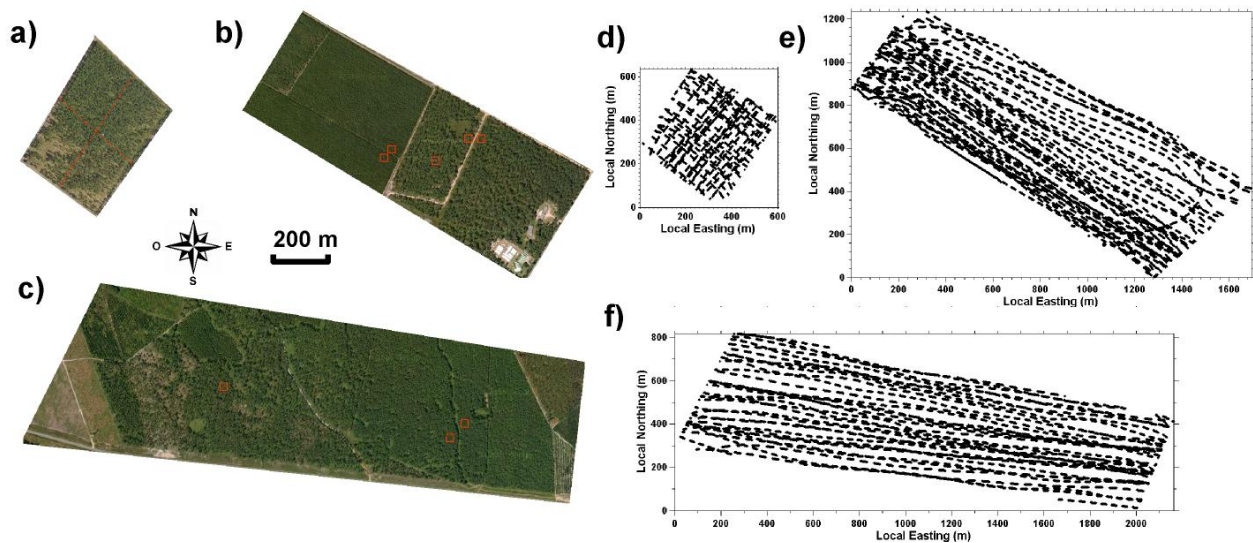 a)
b)
N
O E
S
200 m
c)
d)
Local Northing (m)
600
400
200
0
0 200 400 600
Local Easting (m)
e)
Local Northing (m)
1200
1000
800
600
400
200
0
0 200 400 600 800 1000 1200 1400 1600
Local Easting (m)
f)
Local Northing (m)
800
600
400
200
0
0 200 400 600 800 1000 1200 1400 1600 1800 2000
Local Easting (m)